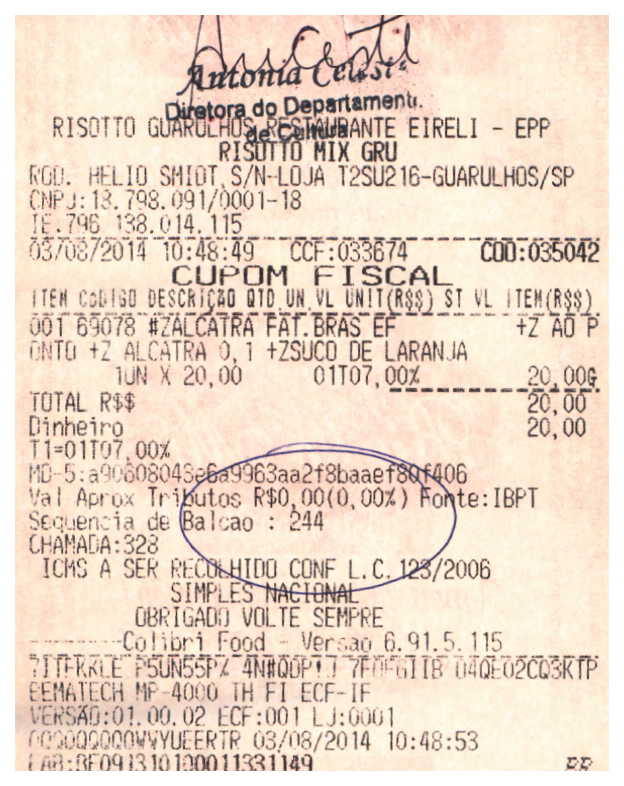 Antonia Celest
Diretora do Departament.
de Cultura
RISOTTO GUARULHOS RESTAURANTE EIRELI - EPP
RISOTTO MIX GRU
ROD. HELIO SMIDT,S/N-LOJA T2SU216-GUARULHOS/SP
CNPJ:13.798.091/0001-18
IE.796 138.014.115
03/08/2014 10:48:49 CCF:033674 COO:035042
CUPOM FISCAL
ITEM CODIGO DESCRIÇÃO QTD.UN.VL UNIT(R$) ST VL ITEM(R$)
001 69078 #ZALCATRA FAT.BRAS EF +Z AO P
ONTO +Z ALCATRA 0,1 +ZSUCO DE LARANJA
1UN X 20,00 01T07,00% 20,00G
TOTAL R$ 20,00
Dinheiro 20,00
T1=01T07,00%
Val Aprox Tributos R$0,00(0,00%) Fonte:IBPT
Sequencia de Balcao : 244
CHAMADA:328
ICMS A SER RECOLHIDO CONF L.C.123/2006
SIMPLES NACIONAL
OBRIGADO VOLTE SEMPRE
Colibri Food - Versao 6.91.5.115
BEMATECH MP-4000 TH FI ECF-IF
VERSÃO:01.00.02 ECF:001 LJ:0001
03/08/2014 10:48:53
RR